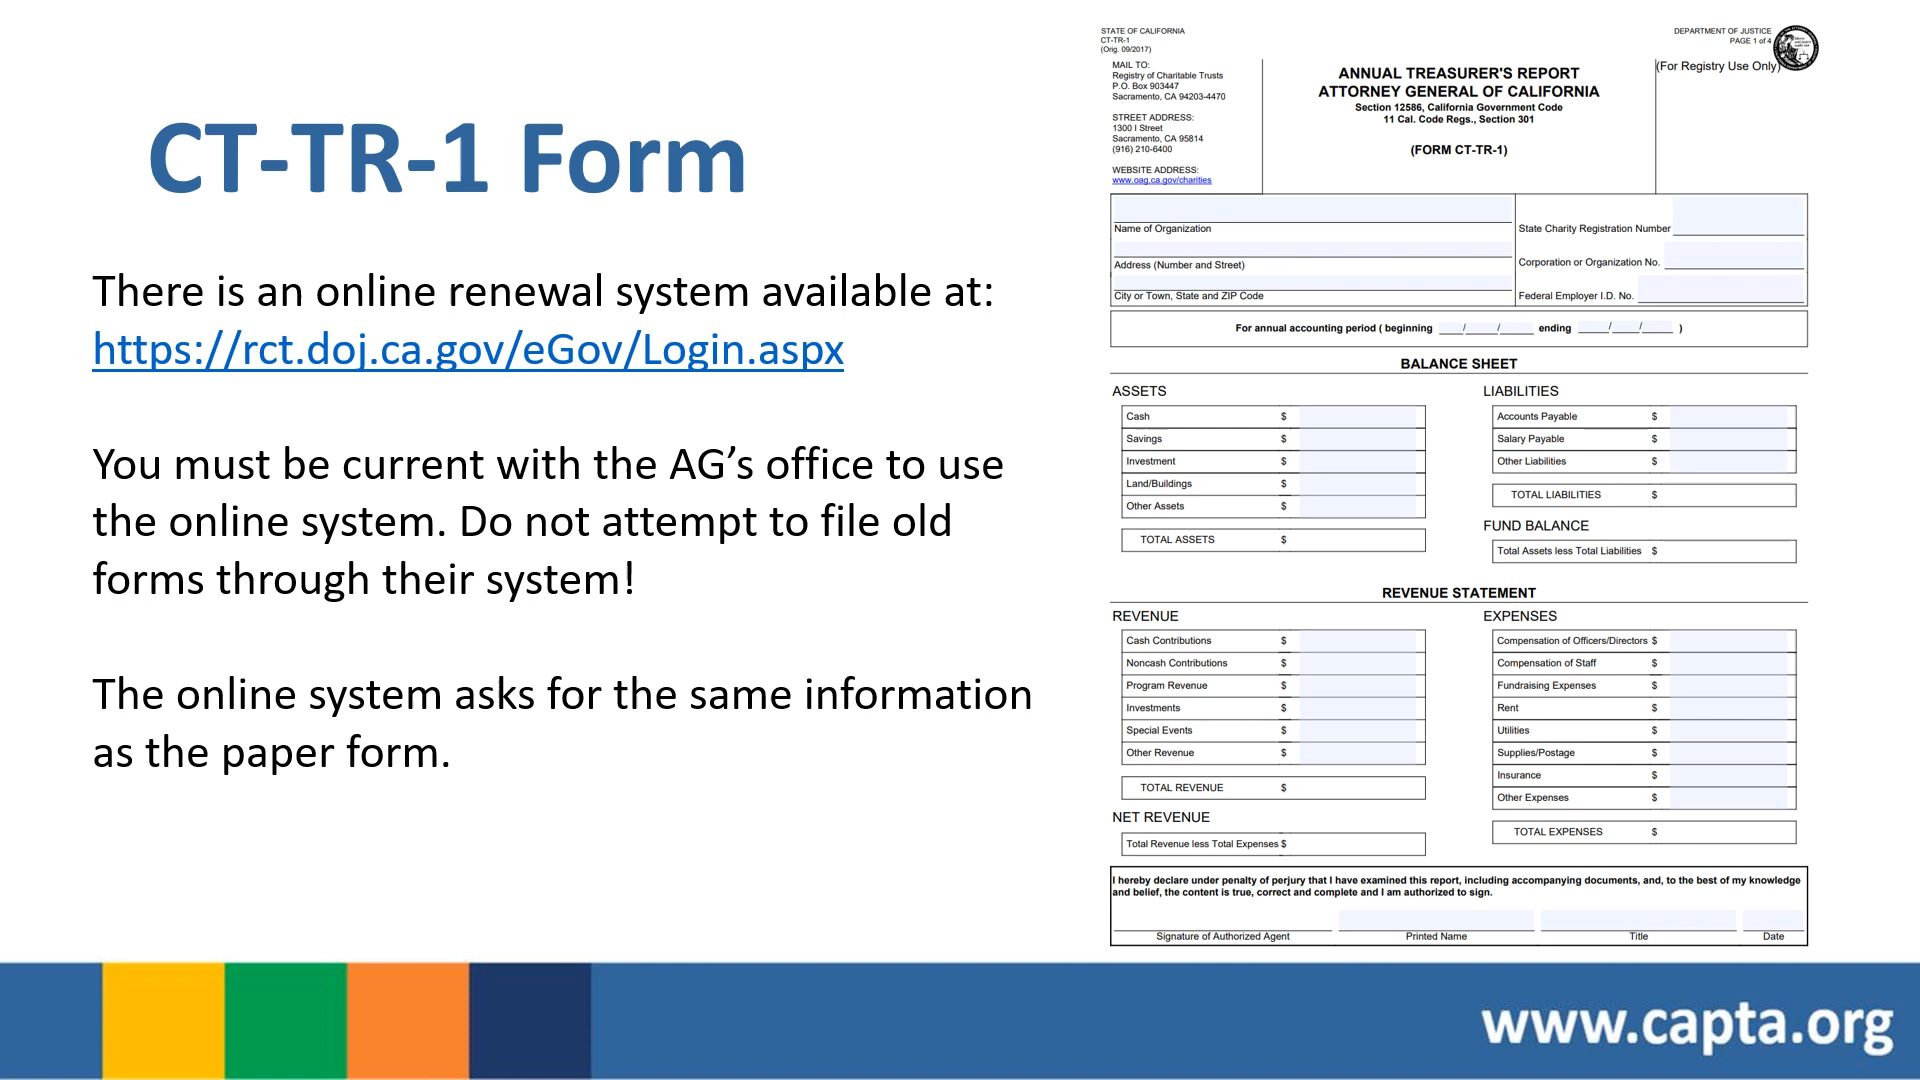 CT-TR-1 Form
There is an online renewal system available at:
https://rct.doj.ca.gov/eGov/Login.aspx
You must be current with the AG’s office to use
the online system. Do not attempt to file old
forms through their system!
The online system asks for the same information
as the paper form.
STATE OF CALIFORNIA
CT-TR-1
(Orig. 09/2017)
DEPARTMENT OF JUSTICE
PAGE 1 of 4
MAIL TO:
Registry of Charitable Trusts
P.O. Box 903447
Sacramento, CA 94203-4470
STREET ADDRESS:
1300 I Street
Sacramento, CA 95814
(916) 210-6400
WEBSITE ADDRESS:
www.oag.ca.gov/charities
ANNUAL TREASURER'S REPORT
ATTORNEY GENERAL OF CALIFORNIA
Section 12586, California Government Code
11 Cal. Code Regs., Section 301
(FORM CT-TR-1)
(For Registry Use Only)
Name of Organization
Address (Number and Street)
City or Town, State and ZIP Code
State Charity Registration Number
Corporation or Organization No.
Federal Employer I.D. No.
For annual accounting period ( beginning / / ending / / )
BALANCE SHEET
ASSETS
Cash $
Savings $
Investment $
Land/Buildings $
Other Assets $
TOTAL ASSETS $
LIABILITIES
Accounts Payable $
Salary Payable $
Other Liabilities $
TOTAL LIABILITIES $
FUND BALANCE
Total Assets less Total Liabilities $
REVENUE STATEMENT
REVENUE
Cash Contributions $
Noncash Contributions $
Program Revenue $
Investments $
Special Events $
Other Revenue $
TOTAL REVENUE $
NET REVENUE
Total Revenue less Total Expenses $
EXPENSES
Compensation of Officers/Directors $
Compensation of Staff $
Fundraising Expenses $
Rent $
Utilities $
Supplies/Postage $
Insurance $
Other Expenses $
TOTAL EXPENSES $
I hereby declare under penalty of perjury that I have examined this report, including accompanying documents, and, to the best of my knowledge
and belief, the content is true, correct and complete and I am authorized to sign.
Signature of Authorized Agent
Printed Name
Title
Date
www.capta.org